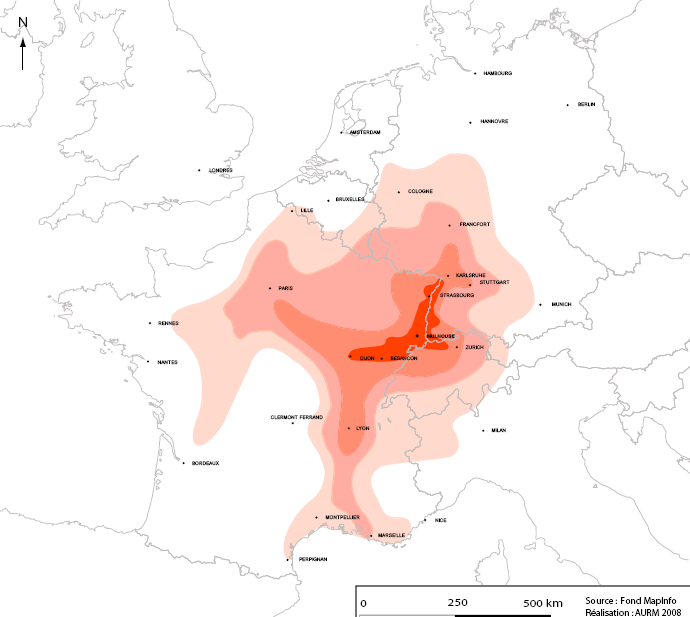 N
HAMBOURG
BERLIN
HANNOVRE
AMSTERDAM
LONDRES
COLOGNE
BRUXELLES
LILLE
FRANCFORT
KARLSRUHE
STUTTGART
PARIS
STRASBOURG
MUNICH
RENNES
MULHOUSE
ZURICH
DIJON
BESANCON
NANTES
CLERMONT FERRAND
LYON
MILAN
BORDEAUX
MONTPELLIER
NICE
MARSEILLE
PERPIGNAN
0 250 500 km
Source : Fond MapInfo
Réalisation : AURM 2008